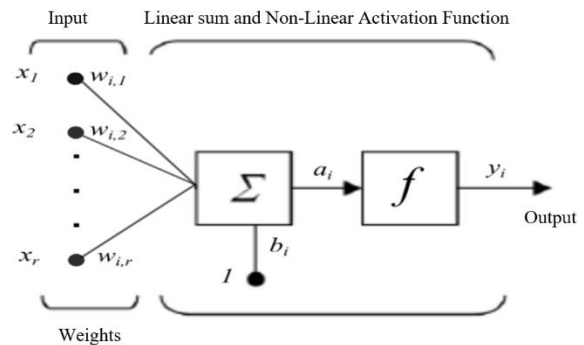 Input
Linear sum and Non-Linear Activation Function
x1 wi,1
x2 wi,2
Σ ai f yi
Output
bi
xr wi,r
1
Weights